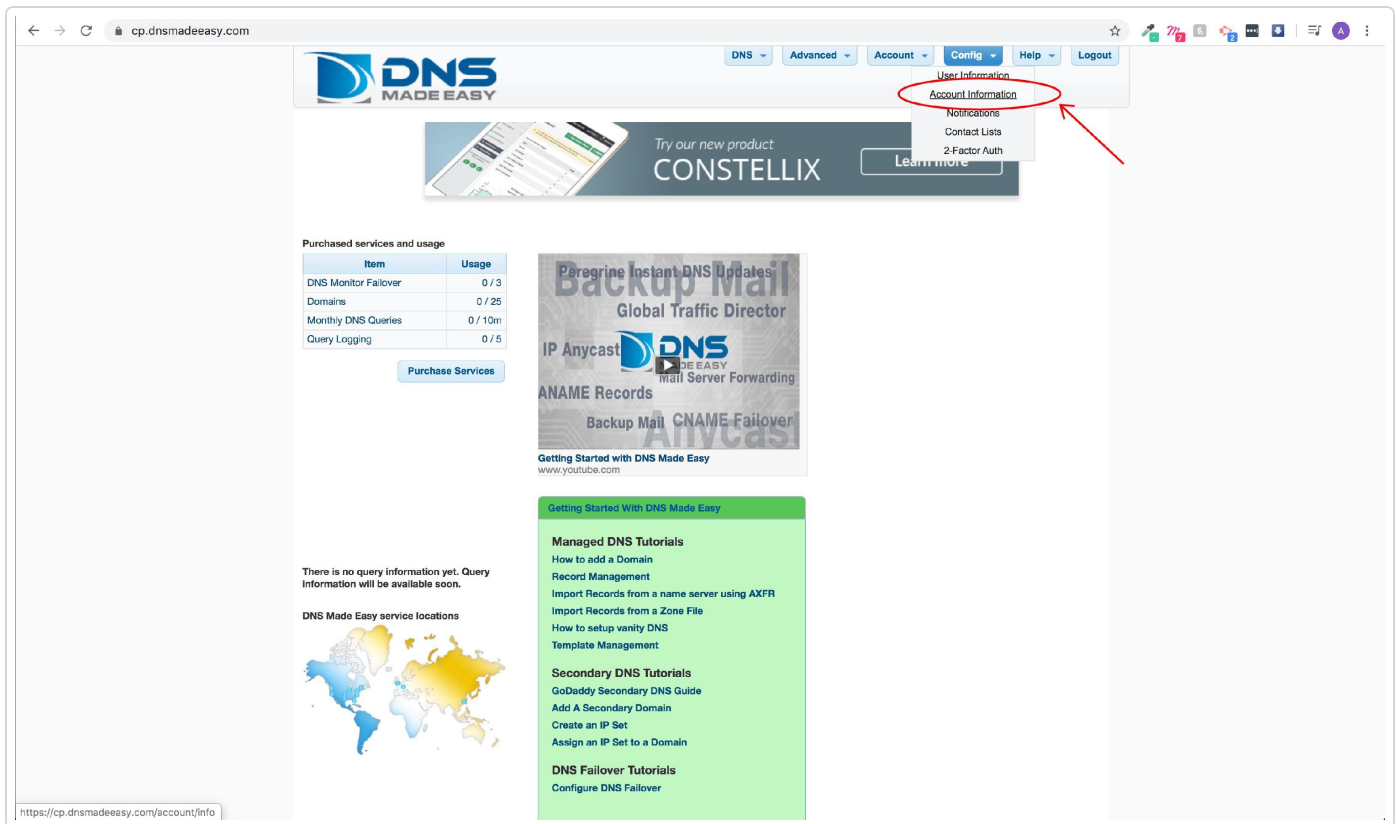 cp.dnsmadeeasy.com
A
7
2
DNS Advanced Account Config Help Logout
DNS
MADE EASY
User Information
Account Information
Notifications
Contact Lists
2-Factor Auth
Try our new product
CONSTELLIX
Learn more
Purchased services and usage
Item Usage
DNS Monitor Failover 0 / 3
Domains 0 / 25
Monthly DNS Queries 0 / 10m
Query Logging 0 / 5
Purchase Services
Peregrine Instant DNS Updates
Backup Mail
Global Traffic Director
IP Anycast
DNS
MADE EASY
Mail Server Forwarding
ANAME Records
Backup Mail CNAME Failover
Anycast
Getting Started with DNS Made Easy
www.youtube.com
Getting Started With DNS Made Easy
Managed DNS Tutorials
How to add a Domain
Record Management
Import Records from a name server using AXFR
Import Records from a Zone File
How to setup vanity DNS
Template Management
Secondary DNS Tutorials
GoDaddy Secondary DNS Guide
Add A Secondary Domain
Create an IP Set
Assign an IP Set to a Domain
DNS Failover Tutorials
Configure DNS Failover
There is no query information yet. Query
information will be available soon.
DNS Made Easy service locations
https://cp.dnsmadeeasy.com/account/info